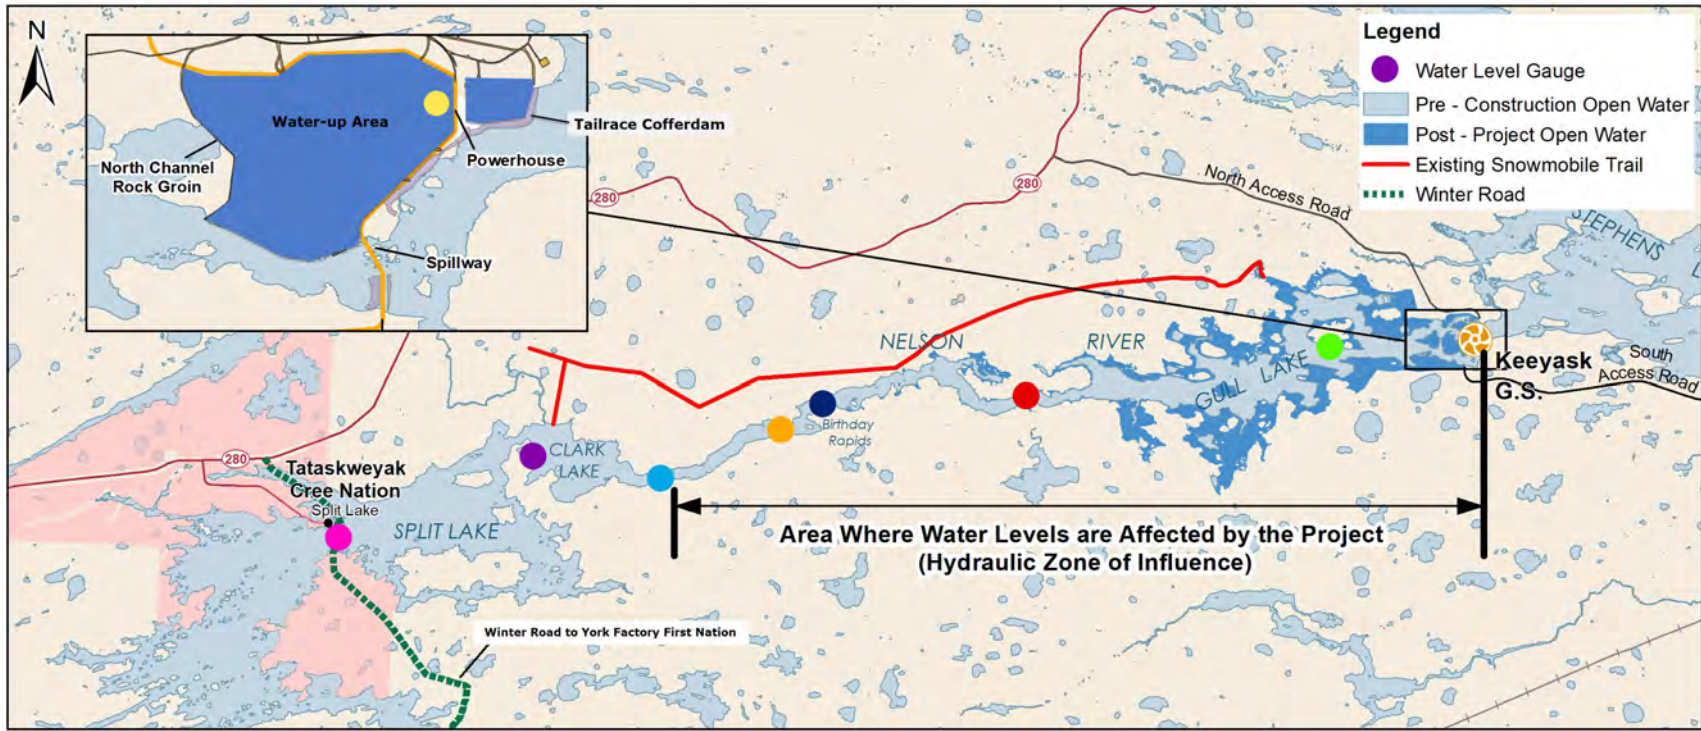 N
Water-up Area
Tailrace Cofferdam
North Channel
Rock Groin
Powerhouse
Spillway
Legend
Water Level Gauge
Pre - Construction Open Water
Post - Project Open Water
Existing Snowmobile Trail
Winter Road
280
280
North Access Road
STEPHENS
L
NELSON
RIVER
GULL LAKE
Keeyask
G.S.
South
Access Road
Birthday
Rapids
CLARK
LAKE
280
Tataskweyak
Cree Nation
Split Lake
SPLIT LAKE
Area Where Water Levels are Affected by the Project
(Hydraulic Zone of Influence)
Winter Road to York Factory First Nation